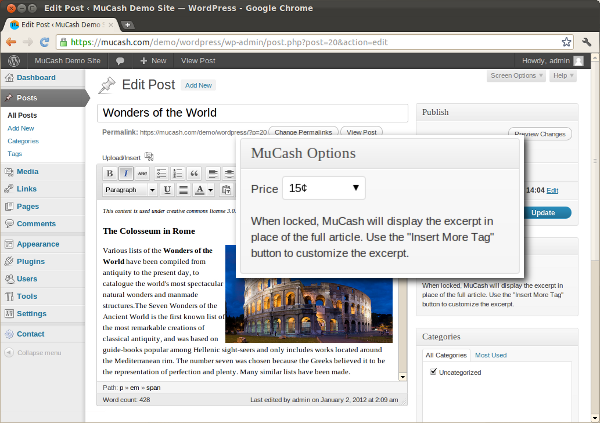 Edit Post ‹ MuCash Demo Site — WordPress - Google Chrome
Edit Post ‹ MuCash Demo S
https://mucash.com/demo/wordpress/wp-admin/post.php?post=20&action=edit
MuCash Demo Site
+ New
View Post
Howdy, admin
Screen Options
Help
Dashboard
Posts
All Posts
Add New
Categories
Tags
Media
Links
Pages
Comments
Appearance
Plugins
Users
Tools
Settings
Contact
Collapse menu
Edit Post
Add New
Wonders of the World
Permalink: https://mucash.com/demo/wordpress/?p=20
Change Permalinks
View Post
Upload/Insert
B I ABC
Paragraph
U A
This content is used under creative commons license 3.0.
The Colosseum in Rome
Various lists of the Wonders of the
World have been compiled from
antiquity to the present day, to
catalogue the world's most spectacular
natural wonders and manmade
structures.The Seven Wonders of the
Ancient World is the first known list of
the most remarkable creations of
classical antiquity, and was based on
guide-books popular among Hellenic sight-seers and only includes works located around
the Mediterranean rim. The number seven was chosen because the Greeks believed it to be
the representation of perfection and plenty. Many similar lists have been made.
Path: p » em » span
Word count: 428
Last edited by admin on January 2, 2012 at 2:09 am
MuCash Options
Price 15¢
When locked, MuCash will display the excerpt in
place of the full article. Use the "Insert More Tag"
button to customize the excerpt.
Publish
Preview Changes
14:04 Edit
Update
When locked, MuCash will display the excerpt in
place of the full article. Use the "Insert More Tag"
button to customize the excerpt.
Categories
All Categories
Most Used
Uncategorized